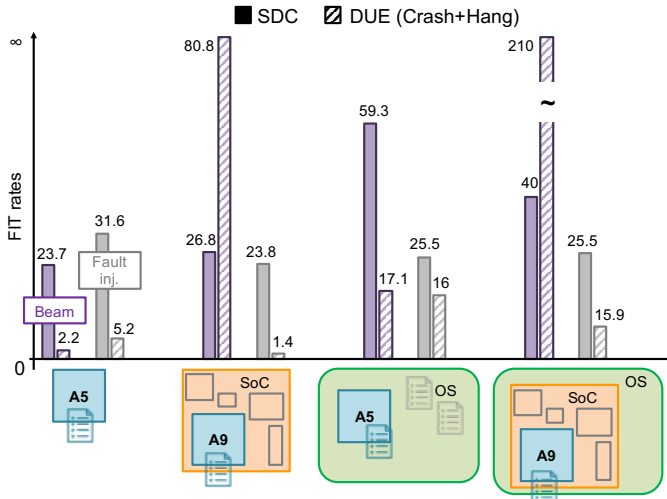 SDC DUE (Crash+Hang)
∞
FIT rates
0
80.8
210
~
59.3
40
31.6
23.7
26.8
23.8
25.5
25.5
Fault
inj.
Beam
2.2
5.2
1.4
17.1
16
15.9
A5
SoC
A9
OS
A5
OS
SoC
A9